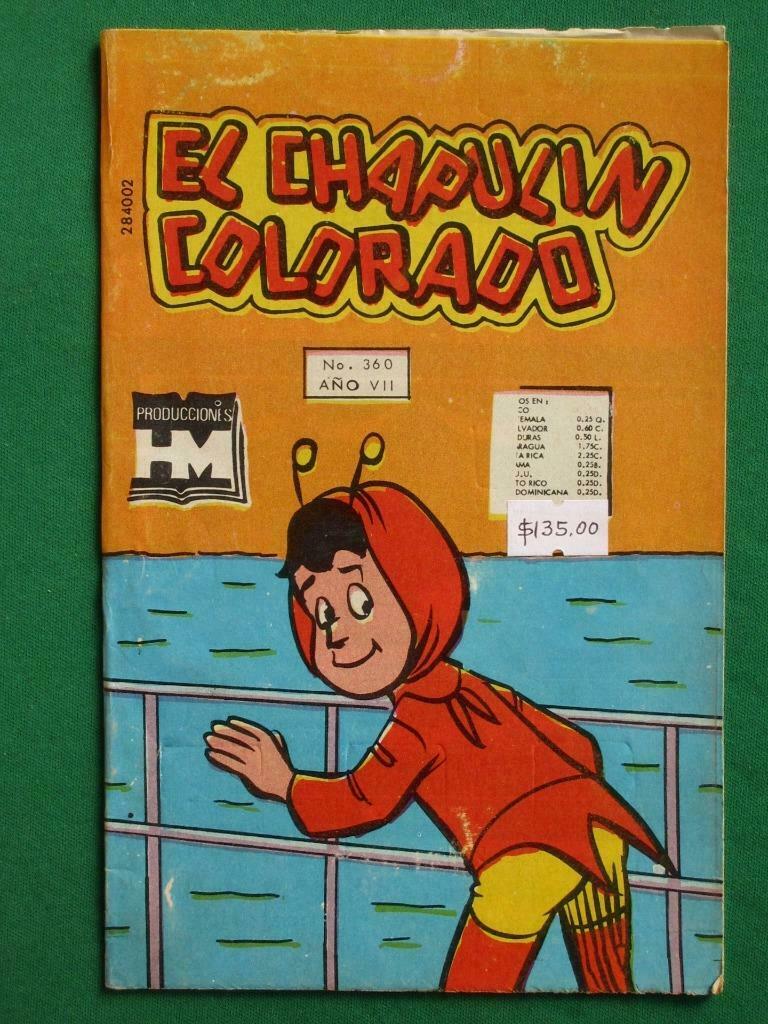 EL CHAPULIN
COLORADO
284002
No. 360
AÑO VII
PRODUCCIONES
HM
OS EN:
CO
EMALA 0.25 Q.
LVADOR 0.60 C.
DURAS 0.50 L.
RAGUA 1.75C.
A RICA 2.25C.
AMA 0.25B.
.U. 0.25D.
TO RICO 0.25D.
DOMINICANA 0.25D.
$135.00